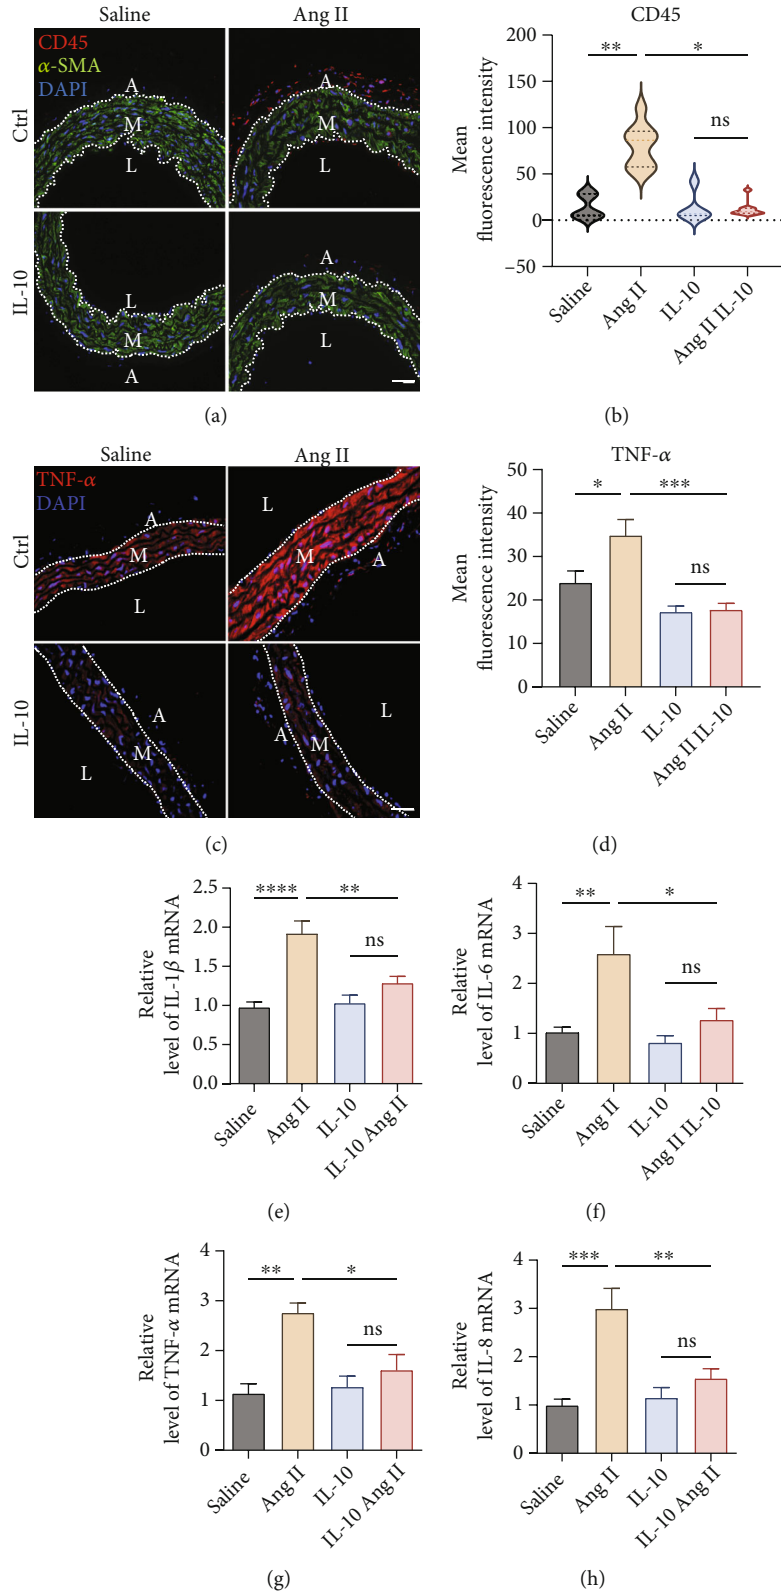 Saline
Ang II
CD45
α-SMA
DAPI
Ctrl
A
M
L
A
M
L
IL-10
L
M
A
A
M
L
(a)
CD45
Mean
fluorescence intensity
200
150
100
50
0
−50
**
*
ns
Saline
Ang II
IL-10
Ang II IL-10
(b)
Saline
Ang II
TNF-α
DAPI
Ctrl
A
M
L
L
M
A
IL-10
A
M
L
L
A
M
(c)
TNF-α
Mean
fluorescence intensity
50
40
30
20
10
0
*
***
ns
Saline
Ang II
IL-10
Ang II IL-10
(d)
Relative
level of IL-1β mRNA
2.5
2.0
1.5
1.0
0.5
0.0
****
**
ns
Saline
Ang II
IL-10
IL-10 Ang II
(e)
Relative
level of IL-6 mRNA
4
3
2
1
0
**
*
ns
Saline
Ang II
IL-10
Ang II IL-10
(f)
Relative
level of TNF-α mRNA
4
3
2
1
0
**
*
ns
Saline
Ang II
IL-10
IL-10 Ang II
(g)
Relative
level of IL-8 mRNA
4
3
2
1
0
***
**
ns
Saline
Ang II
IL-10
IL-10 Ang II
(h)